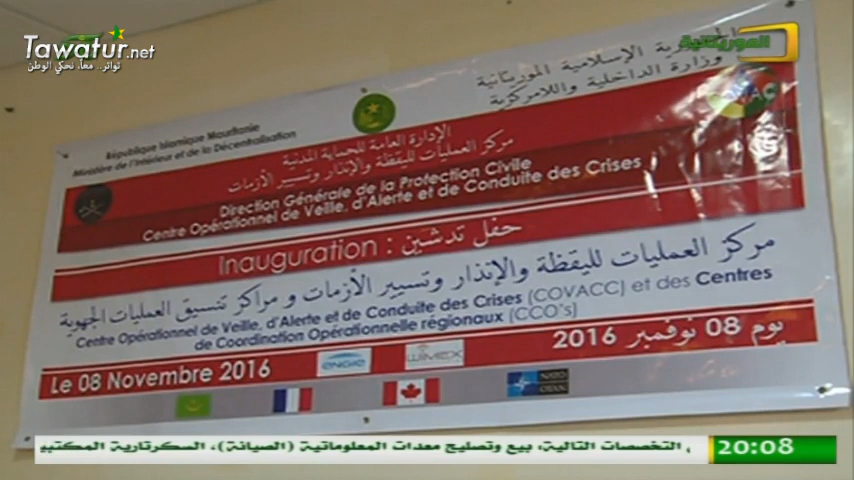 Tawatur.net
تواتر.. معاً، نحكي الوطن
الموريتانية
الجمهورية الإسلامية الموريتانية
وزارة الداخلية واللامركزية
République Islamique Mauritanie
Ministère de l'Intérieur et de la Décentralisation
الإدارة العامة للحماية المدنية
مركز العمليات لليقظة والإنذار وتسيير الأزمات
Direction Générale de la Protection Civile
Centre Opérationnel de Veille, d'Alerte et de Conduite des Crises
Inauguration : حفل تدشين
مركز العمليات لليقظة والإنذار وتسيير الأزمات و مراكز تنسيق العمليات الجهوية
Centre Opérationnel de Veille, d'Alerte et de Conduite des Crises (COVACC) et des Centres
de Coordination Opérationnelle régionaux (CCO's)
Le 08 Novembre 2016
ENGIE
WIMEX
يوم 08 نوفمبر 2016
NATO
OTAN
التخصصات التالية، بيع وتصليح معدات المعلوماتية (الصيانة)، السكرتارية المكتبي
20:08